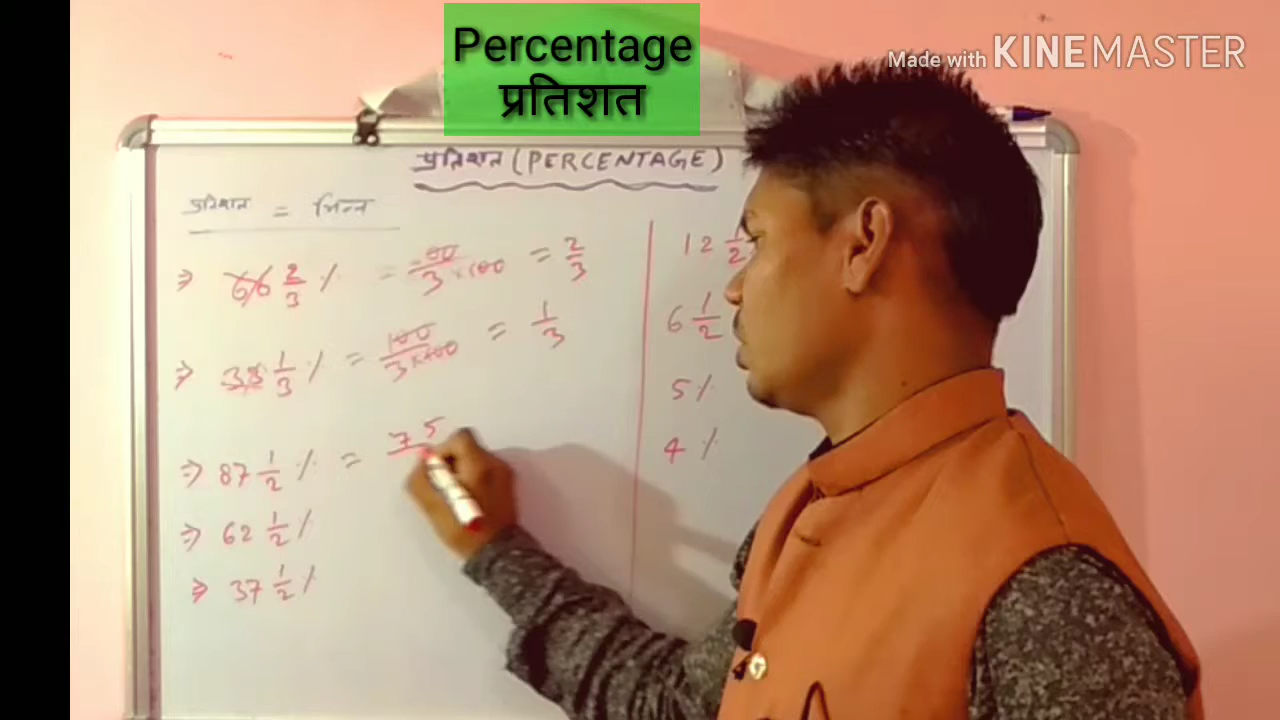 Percentage
प्रतिशत
Made with KINEMASTER
प्रतिशत (PERCENTAGE)
प्रतिशत = भिन्न
⇒ 66 2/3 % = 200/3×100 = 2/3
⇒ 33 1/3 % = 100/3×100 = 1/3
⇒ 87 1/2 % = 75
⇒ 62 1/2 %
⇒ 37 1/2 %
12 1/2
6 1/2
5 %
4 %